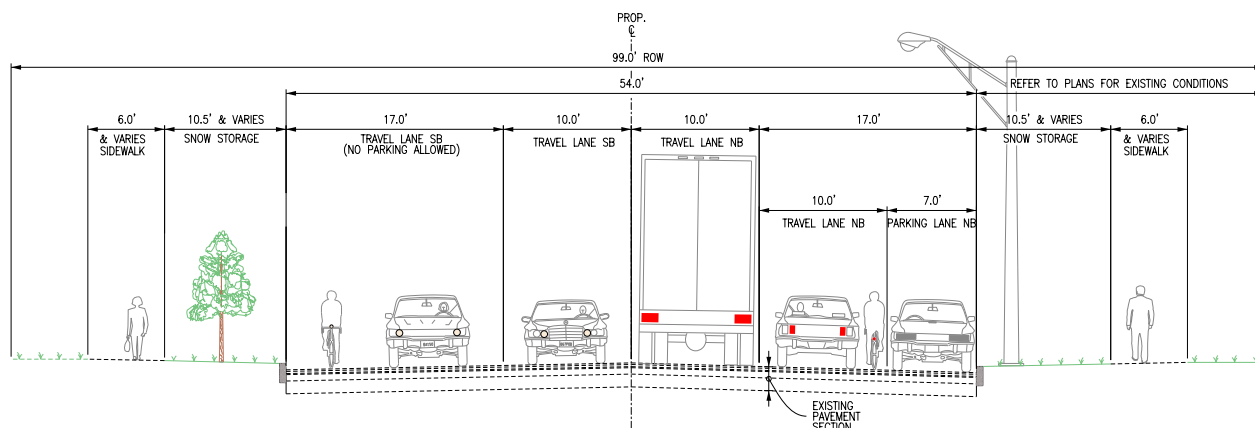 PROP.
℄
99.0' ROW
54.0'
REFER TO PLANS FOR EXISTING CONDITIONS
6.0'
& VARIES
SIDEWALK
10.5' & VARIES
SNOW STORAGE
17.0'
TRAVEL LANE SB
(NO PARKING ALLOWED)
10.0'
TRAVEL LANE SB
10.0'
TRAVEL LANE NB
17.0'
10.5' & VARIES
SNOW STORAGE
6.0'
& VARIES
SIDEWALK
10.0'
TRAVEL LANE NB
7.0'
PARKING LANE NB
EXISTING
PAVEMENT
SECTION